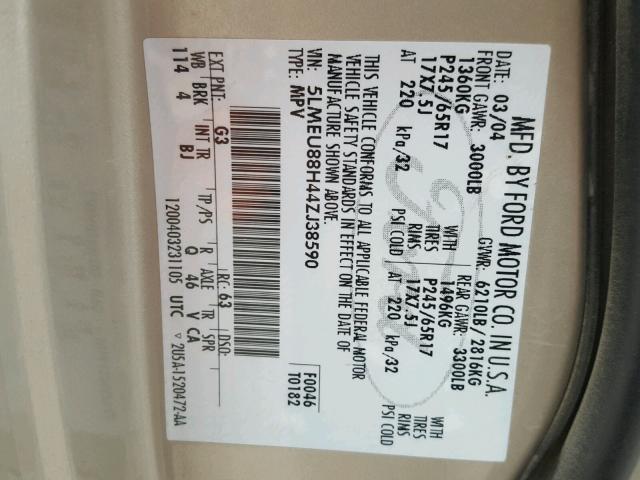 MFD. BY FORD MOTOR CO. IN U.S.A.
DATE: 03/04 GVWR: 6210LB / 2816KG
FRONT GAWR: 3000LB REAR GAWR: 3300LB
1360KG WITH 1496KG WITH
P245/65R17 TIRES P245/65R17 TIRES
17X7.5J RIMS 17X7.5J RIMS
AT 220 kPa/32 PSI COLD AT 220 kPa/32 PSI COLD
THIS VEHICLE CONFORMS TO ALL APPLICABLE FEDERAL MOTOR
VEHICLE SAFETY STANDARDS IN EFFECT ON THE DATE OF
MANUFACTURE SHOWN ABOVE.
VIN: 5LMEU88H44ZJ38590 F0046
TYPE: MPV T0182
EXT PNT: G3 RC: 63 DSO:
WB BRK INT TR TP/PS R AXLE TR SPR
114 4 BJ Q 46 V CA
1200403231105 UTC ▽ 2U5A-1520472-AA